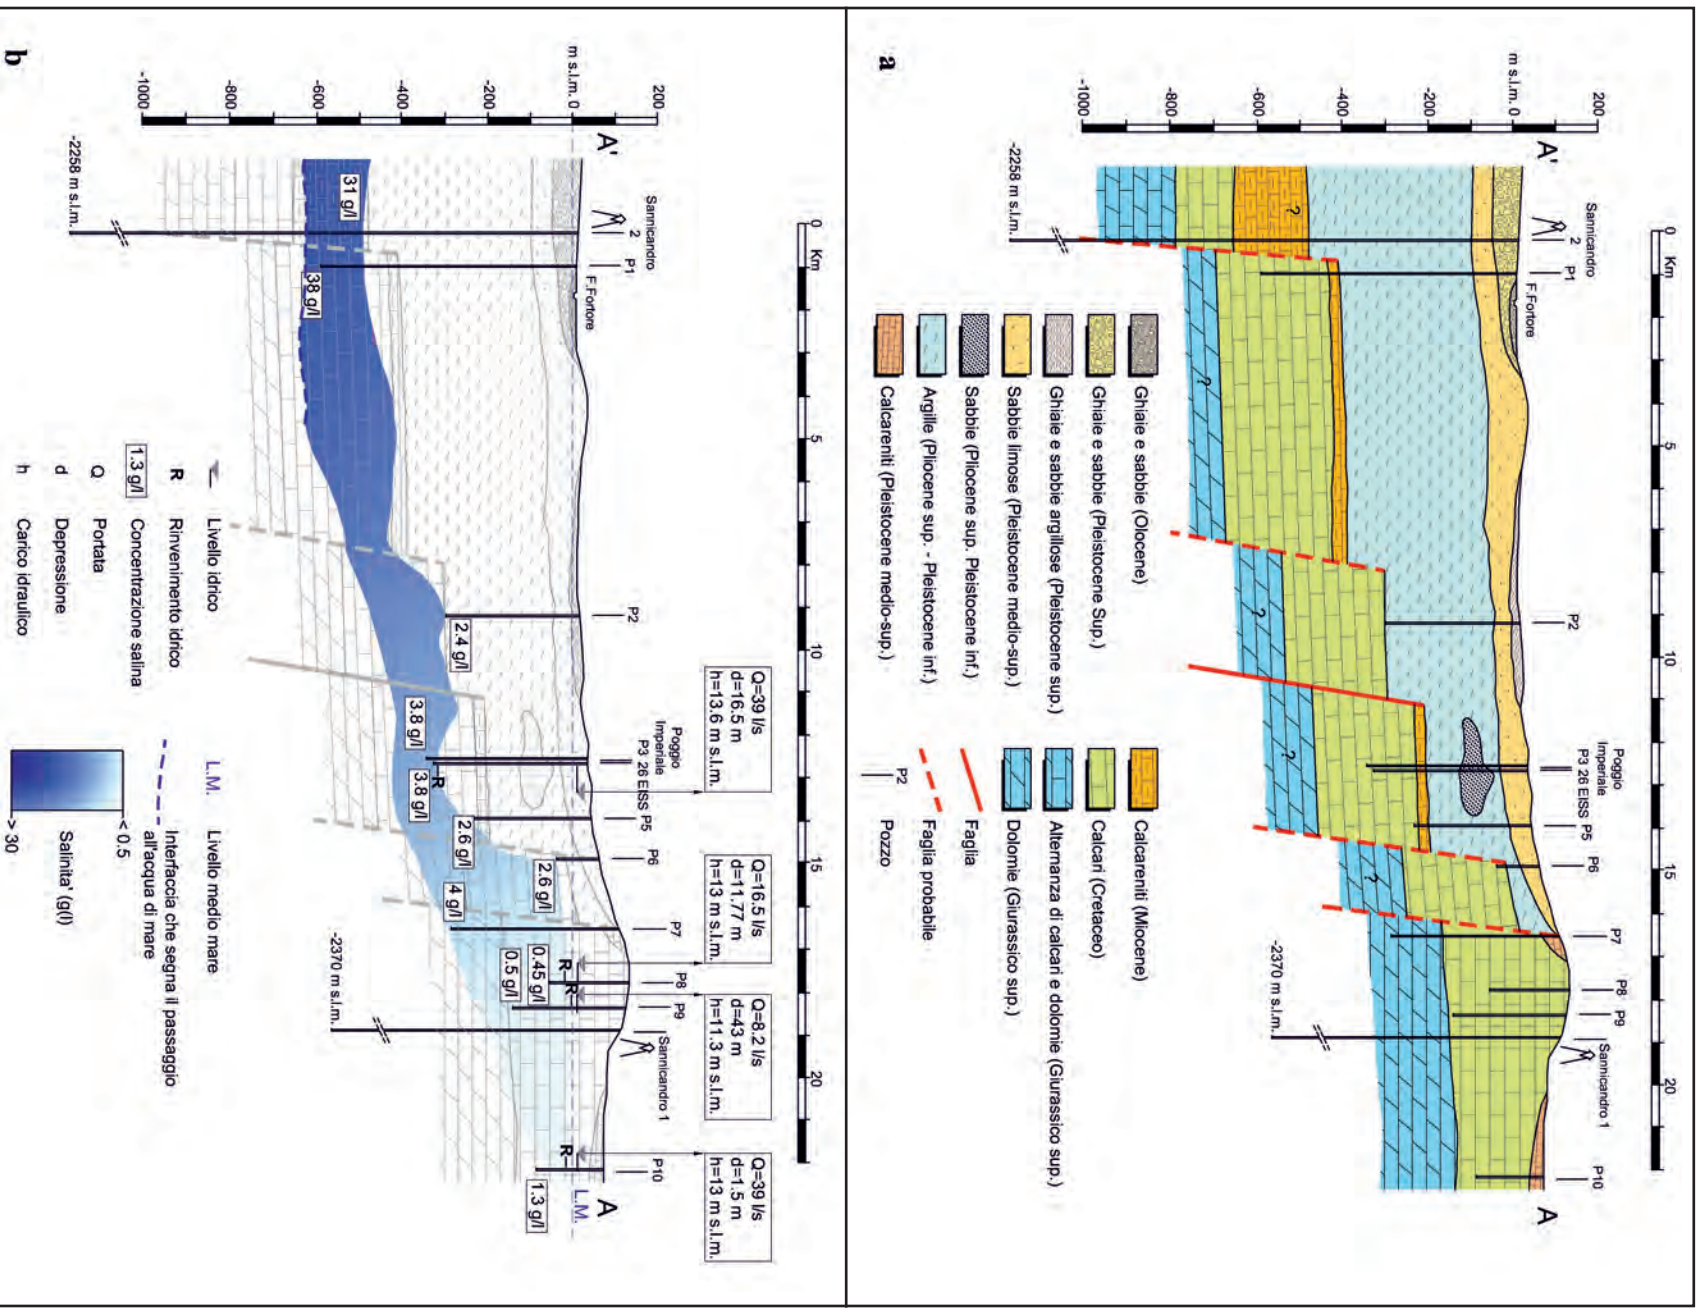 a
200
m s.l.m. 0
-200
-400
-600
-800
-1000
A'
A
0
Km
5
10
15
20
Sannicandro
2
P1
F.Fortore
P2
Poggio
Imperiale
P3 26 EISS
P5
P6
P7
P8
P9
Sannicandro 1
P10
-2258 m s.l.m.
-2370 m s.l.m.
?
?
?
?
?
Ghiaie e sabbie (Olocene)
Ghiaie e sabbie (Pleistocene Sup.)
Ghiaie e sabbie argillose (Pleistocene sup.)
Sabbie limose (Pleistocene medio-sup.)
Sabbie (Pliocene sup. Pleistocene inf.)
Argille (Pliocene sup. - Pleistocene inf.)
Calcareniti (Pleistocene medio-sup.)
Calcareniti (Miocene)
Calcari (Cretaceo)
Alternanza di calcari e dolomie (Giurassico sup.)
Dolomie (Giurassico sup.)
Faglia
Faglia probabile
P2
Pozzo
b
200
m s.l.m. 0
-200
-400
-600
-800
-1000
A'
A
0
Km
5
10
15
20
Q=39 l/s
d=16.5 m
h=13.6 m s.l.m.
Q=16.5 l/s
d=11.77 m
h=13 m s.l.m.
Q=8.2 l/s
d=43 m
h=11.3 m s.l.m.
Q=39 l/s
d=1.5 m
h=13 m s.l.m.
Sannicandro
2
P1
F.Fortore
P2
Poggio
Imperiale
P3 26 EISS
P5
P6
P7
P8
P9
Sannicandro 1
P10
L.M.
R
R
R
R
31 g/l
38 g/l
2.4 g/l
3.8 g/l
3.8 g/l
2.6 g/l
2.6 g/l
4 g/l
0.45 g/l
0.5 g/l
1.3 g/l
-2258 m s.l.m.
-2370 m s.l.m.
Livello idrico
R
Rinvenimento idrico
1.3 g/l
Concentrazione salina
Q
Portata
d
Depressione
h
Carico idraulico
L.M.
Livello medio mare
Interfaccia che segna il passaggio
all'acqua di mare
< 0.5
Salinita' (g(l)
> 30